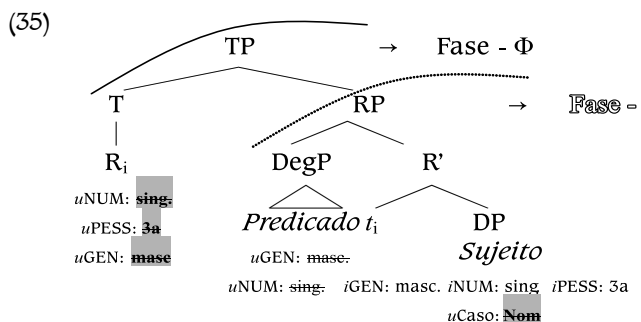 (35)
TP → Fase - Φ
T RP → Fase -
Rᵢ DegP R'
uNUM: sing.
Predicado tᵢ DP
uPESS: 3a
Sujeito
uGEN: masc uGEN: masc.
uNUM: sing. iGEN: masc. iNUM: sing iPESS: 3a
uCaso: Nom